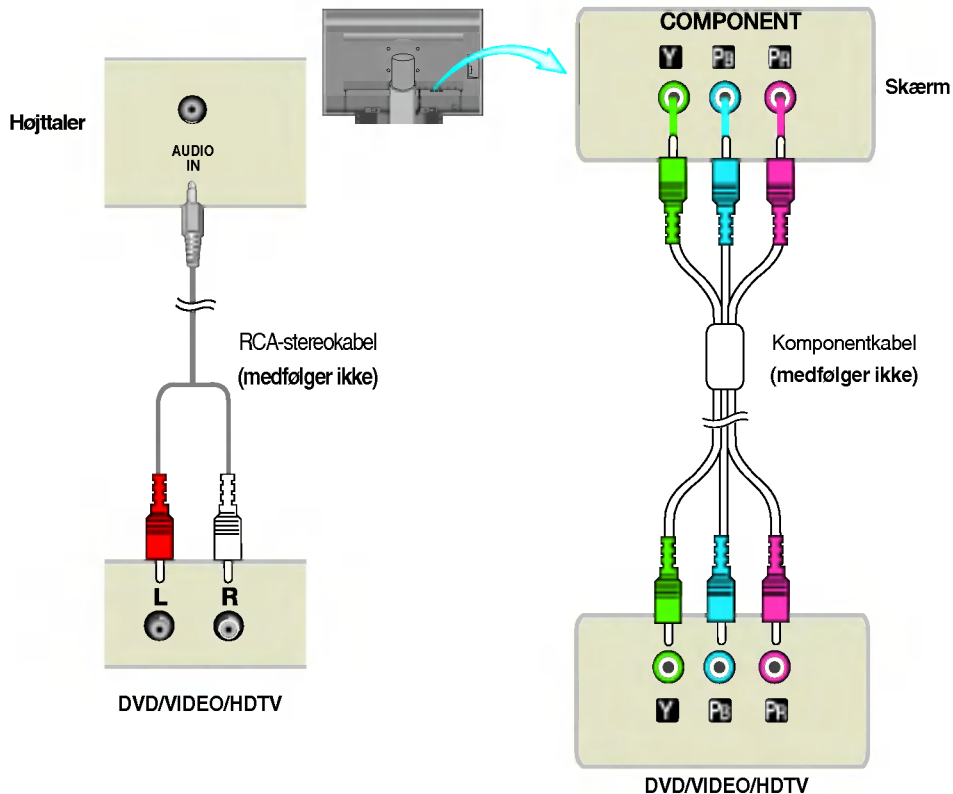 Højttaler
AUDIO
IN
RCA-stereokabel
(medfølger ikke)
L R
DVD/VIDEO/HDTV
COMPONENT
Y PB PR
Skærm
Komponentkabel
(medfølger ikke)
Y PB PR
DVD/VIDEO/HDTV